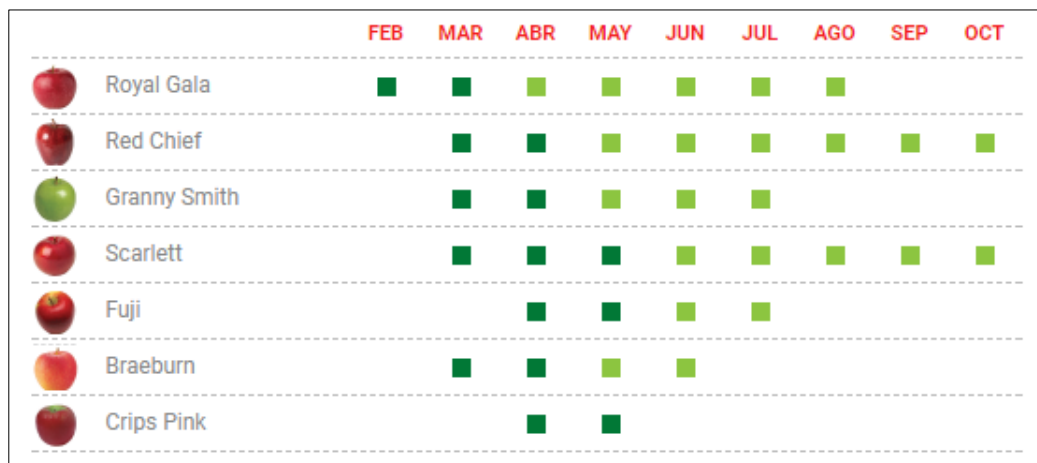 FEB MAR ABR MAY JUN JUL AGO SEP OCT
Royal Gala
Red Chief
Granny Smith
Scarlett
Fuji
Braeburn
Crips Pink